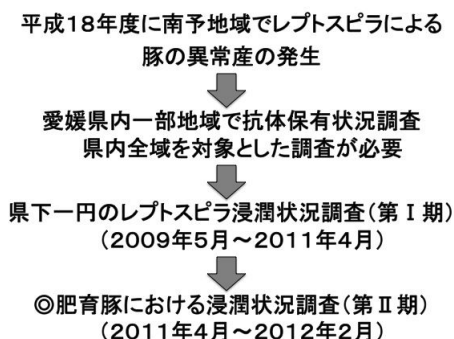 平成18年度に南予地域でレプトスピラによる
豚の異常産の発生
愛媛県内一部地域で抗体保有状況調査
県内全域を対象とした調査が必要
県下一円のレプトスピラ浸潤状況調査(第Ⅰ期)
(2009年5月~2011年4月)
◎肥育豚における浸潤状況調査(第Ⅱ期)
(2011年4月~2012年2月)